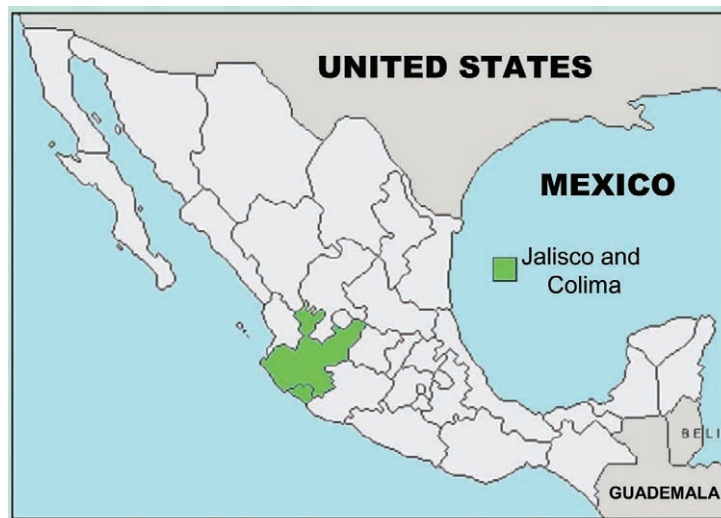 UNITED STATES
MEXICO
Jalisco and
Colima
BELI
GUADEMALA